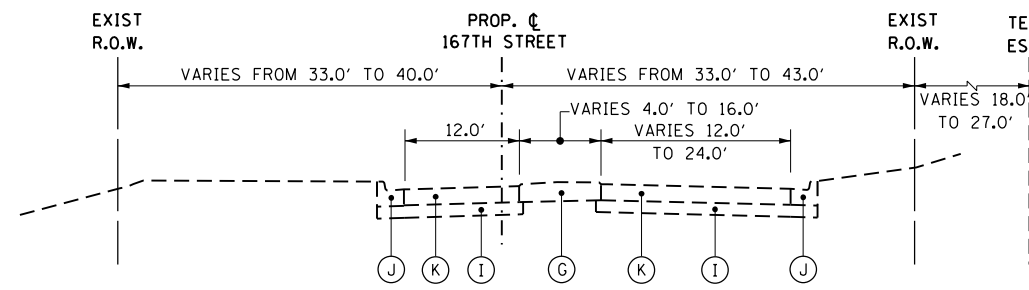 EXIST
R.O.W.
PROP. ℄
167TH STREET
EXIST
R.O.W.
TE
ES
VARIES FROM 33.0' TO 40.0'
VARIES FROM 33.0' TO 43.0'
VARIES 18.0'
TO 27.0'
VARIES 4.0' TO 16.0'
12.0'
VARIES 12.0'
TO 24.0'
J
K
I
G
K
I
J